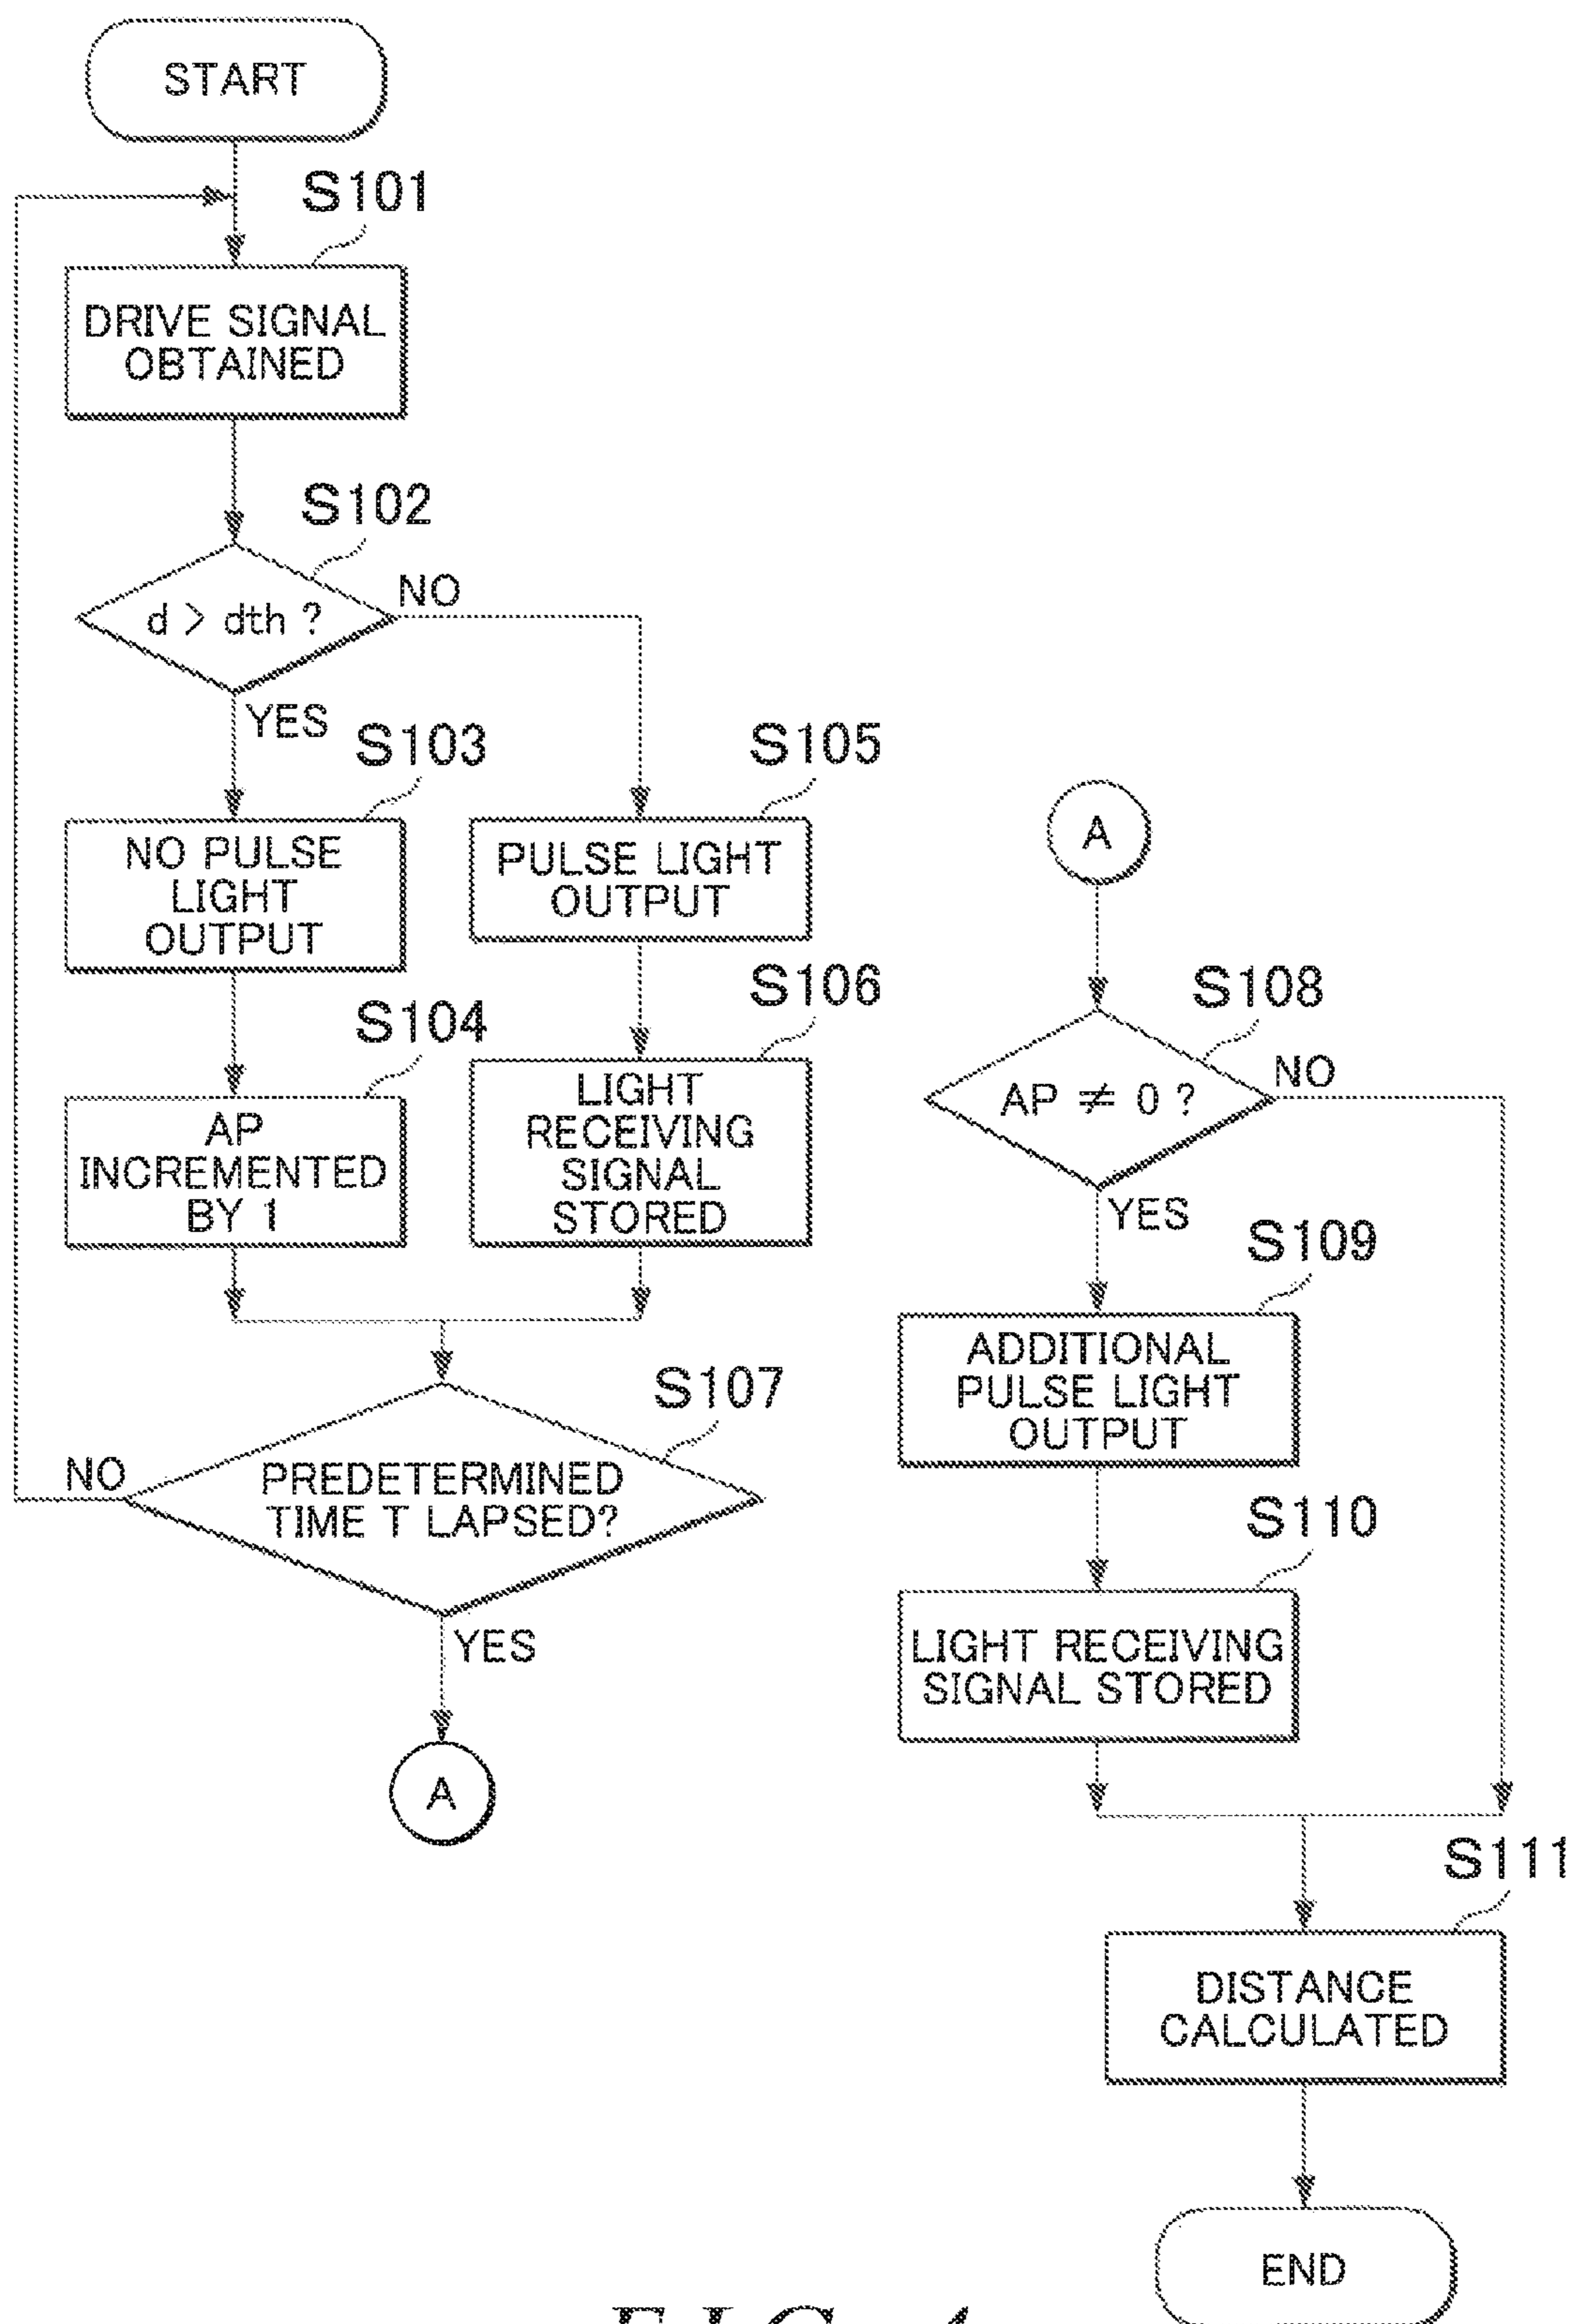 START
S101
DRIVE SIGNAL
OBTAINED
S102
d > dth ?
NO
YES
S103
NO PULSE
LIGHT
OUTPUT
S104
AP
INCREMENTED
BY 1
S105
PULSE LIGHT
OUTPUT
S106
LIGHT
RECEIVING
SIGNAL
STORED
S107
PREDETERMINED
TIME T LAPSED?
NO
YES
A
A
S108
AP ≠ 0 ?
NO
YES
S109
ADDITIONAL
PULSE LIGHT
OUTPUT
S110
LIGHT RECEIVING
SIGNAL STORED
S111
DISTANCE
CALCULATED
END